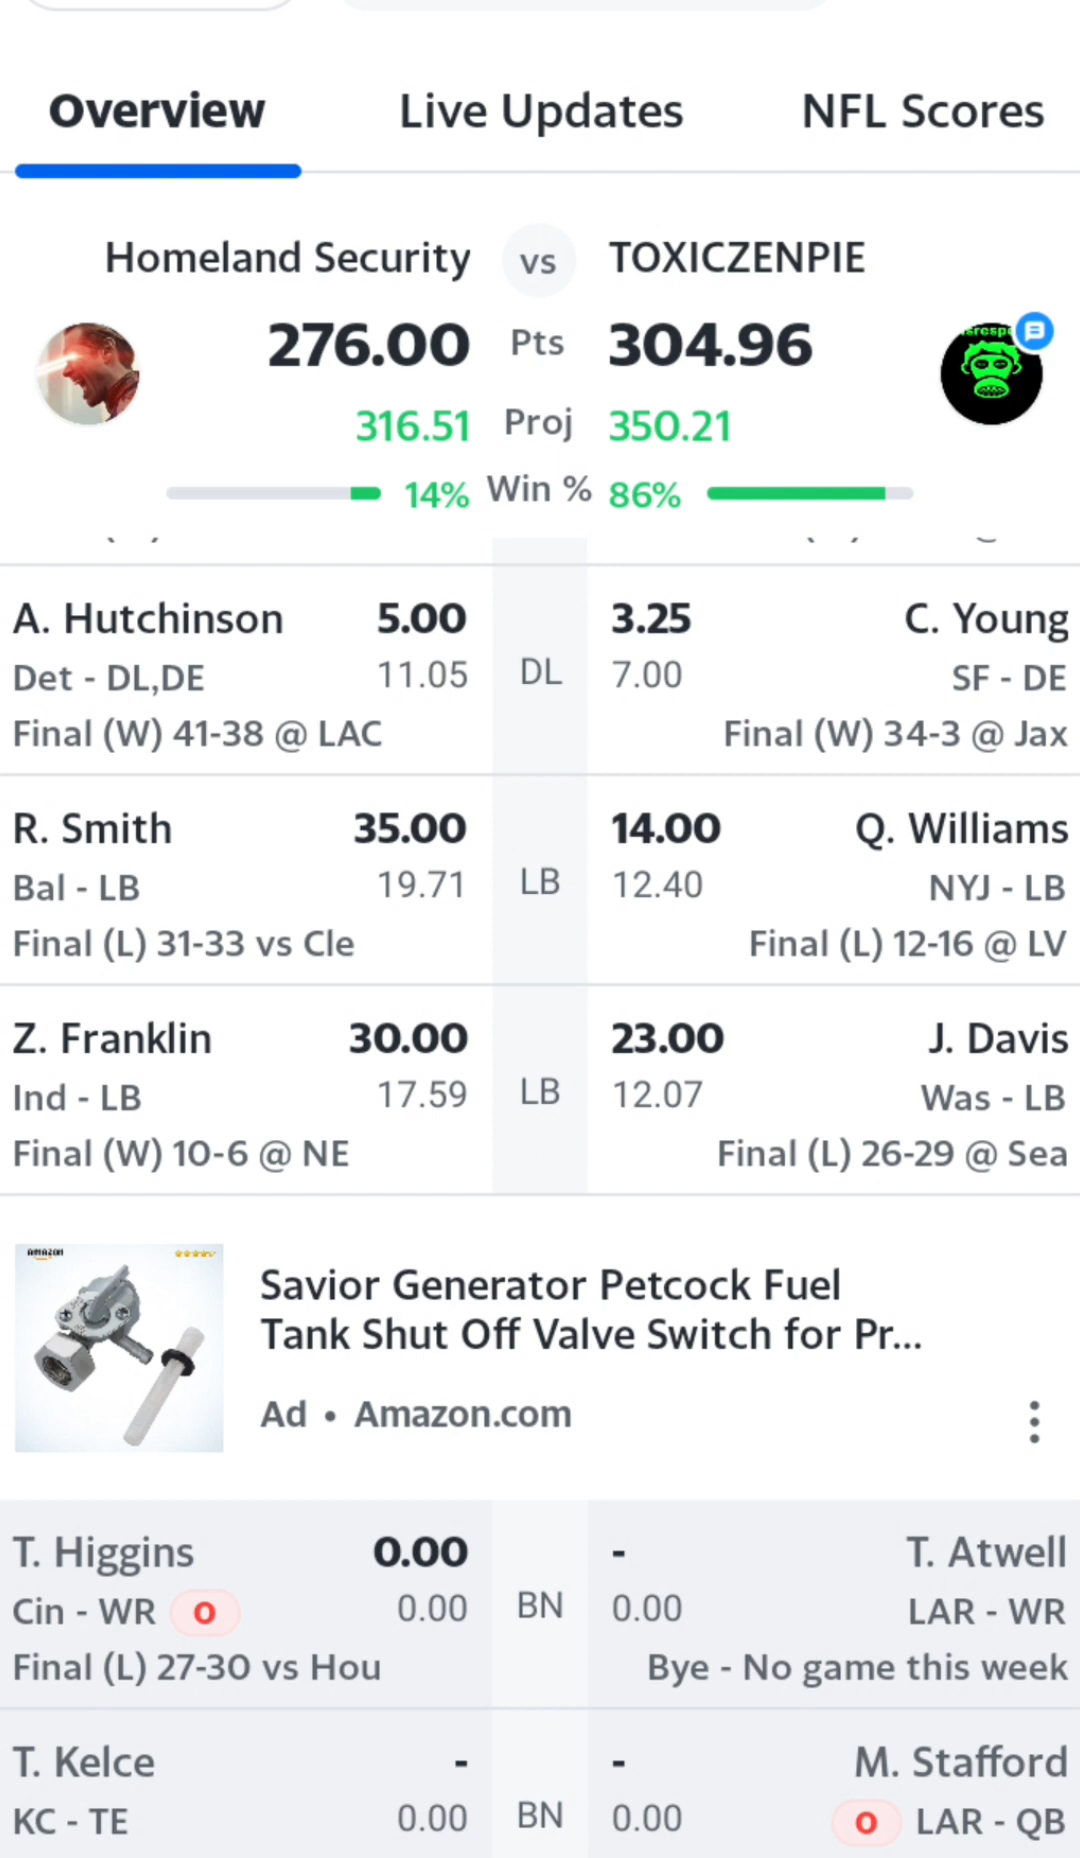 Overview Live Updates NFL Scores
Homeland Security vs TOXICZENPIE
276.00 Pts 304.96
316.51 Proj 350.21
14% Win % 86%
A. Hutchinson 5.00 3.25 C. Young
Det - DL,DE 11.05 DL 7.00 SF - DE
Final (W) 41-38 @ LAC Final (W) 34-3 @ Jax
R. Smith 35.00 14.00 Q. Williams
Bal - LB 19.71 LB 12.40 NYJ - LB
Final (L) 31-33 vs Cle Final (L) 12-16 @ LV
Z. Franklin 30.00 23.00 J. Davis
Ind - LB 17.59 LB 12.07 Was - LB
Final (W) 10-6 @ NE Final (L) 26-29 @ Sea
amazon
Savior Generator Petcock Fuel
Tank Shut Off Valve Switch for Pr...
Ad • Amazon.com
T. Higgins 0.00 - T. Atwell
Cin - WR O 0.00 BN 0.00 LAR - WR
Final (L) 27-30 vs Hou Bye - No game this week
T. Kelce - - M. Stafford
KC - TE 0.00 BN 0.00 O LAR - QB